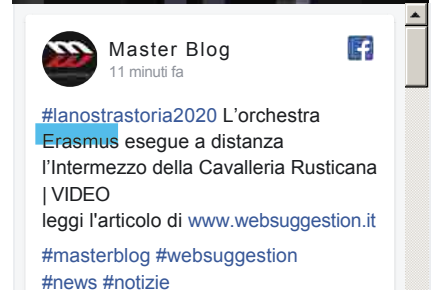 Master Blog
11 minuti fa
#lanostrastoria2020 L'orchestra
Erasmus esegue a distanza
l'Intermezzo della Cavalleria Rusticana
| VIDEO
leggi l'articolo di www.websuggestion.it
#masterblog #websuggestion
#news #notizie